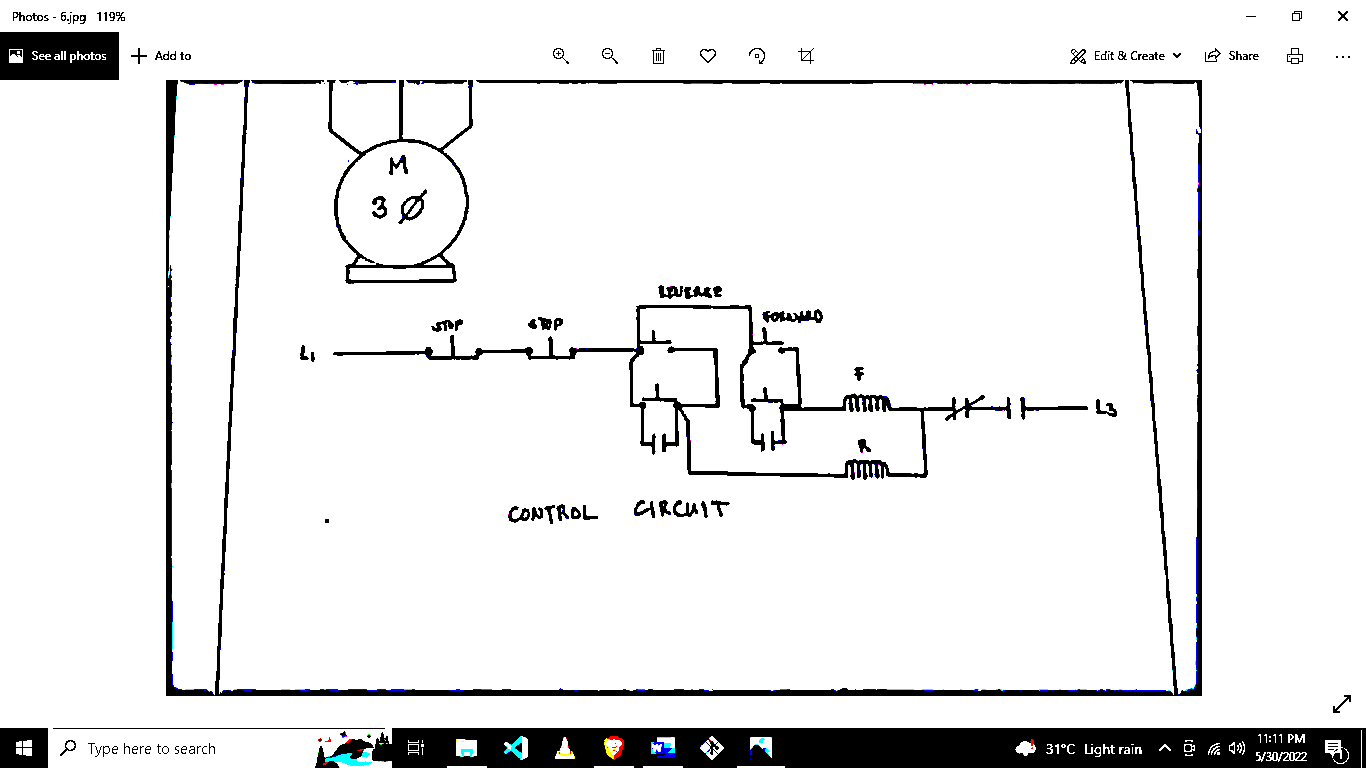 Photos - 6.jpg 119%
See all photos
Add to
Edit & Create
Share
M
3 Ø
REVERSE
STOP
STOP
FORWARD
L1
F
L3
R
CONTROL CIRCUIT
Type here to search
31°C Light rain
11:11 PM
5/30/2022
1